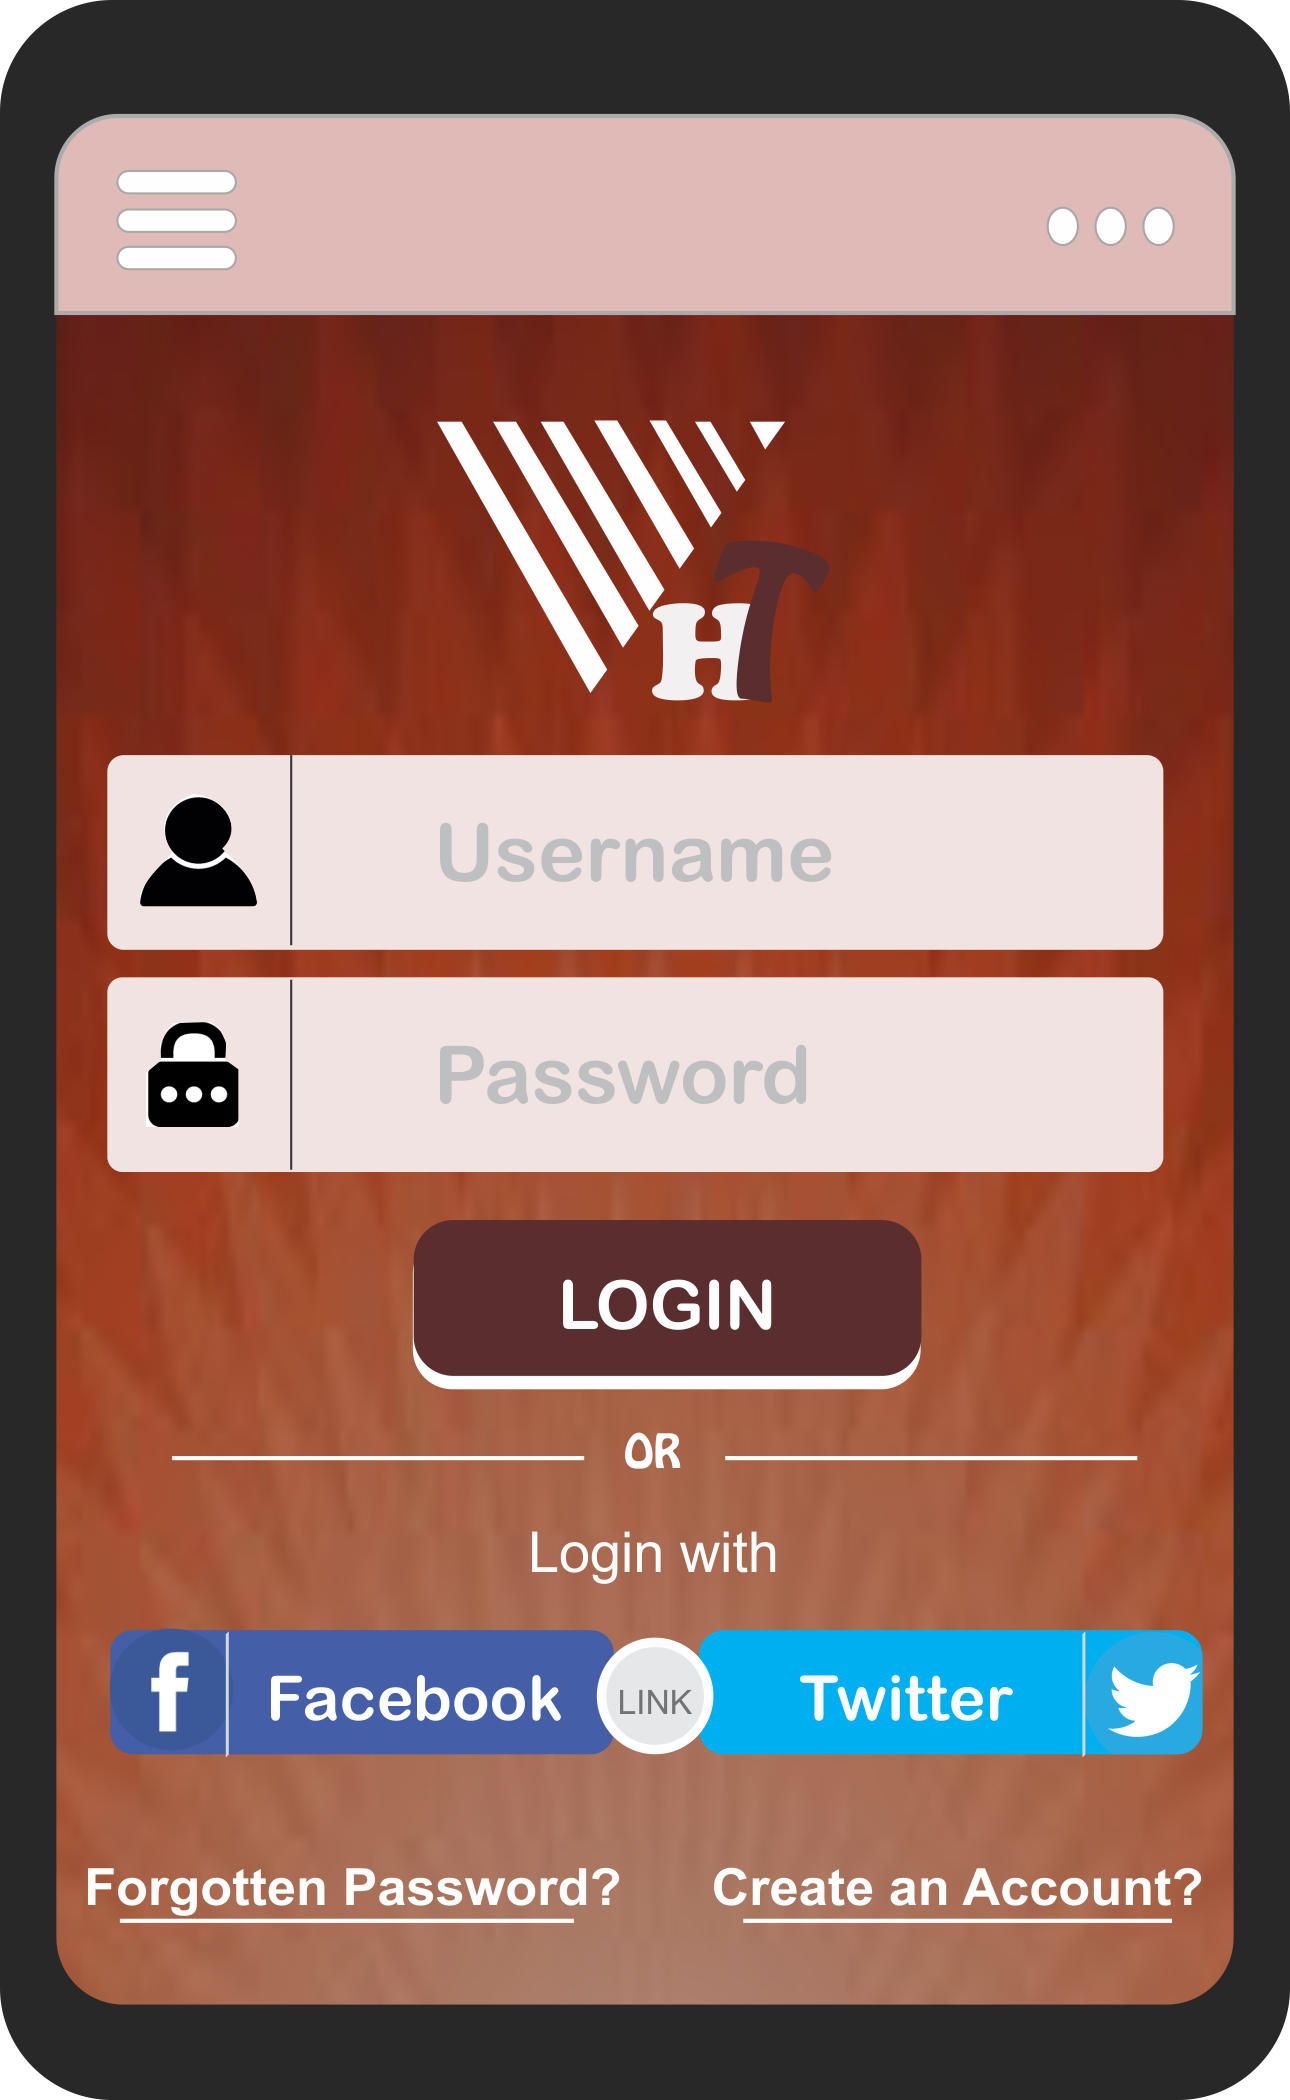 HT
Username
Password
LOGIN
OR
Login with
Facebook LINK Twitter
Forgotten Password? Create an Account?